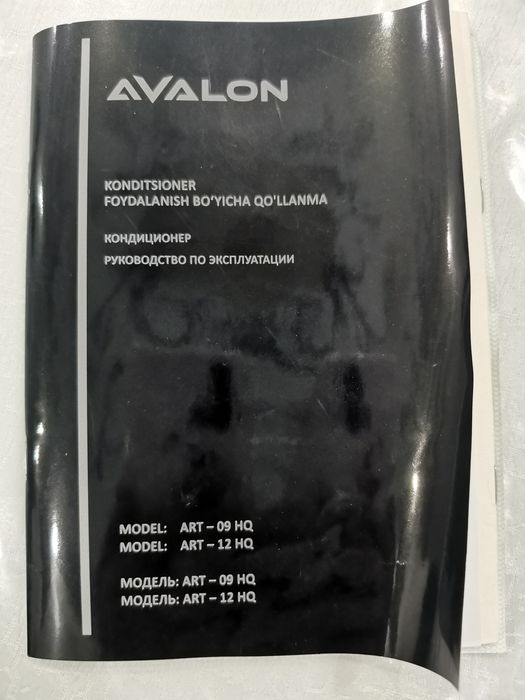 AVALON
KONDITSIONER
FOYDALANISH BO'YICHA QO'LLANMA
КОНДИЦИОНЕР
РУКОВОДСТВО ПО ЭКСПЛУАТАЦИИ
MODEL: ART – 09 HQ
MODEL: ART – 12 HQ
МОДЕЛЬ: ART – 09 HQ
МОДЕЛЬ: ART – 12 HQ